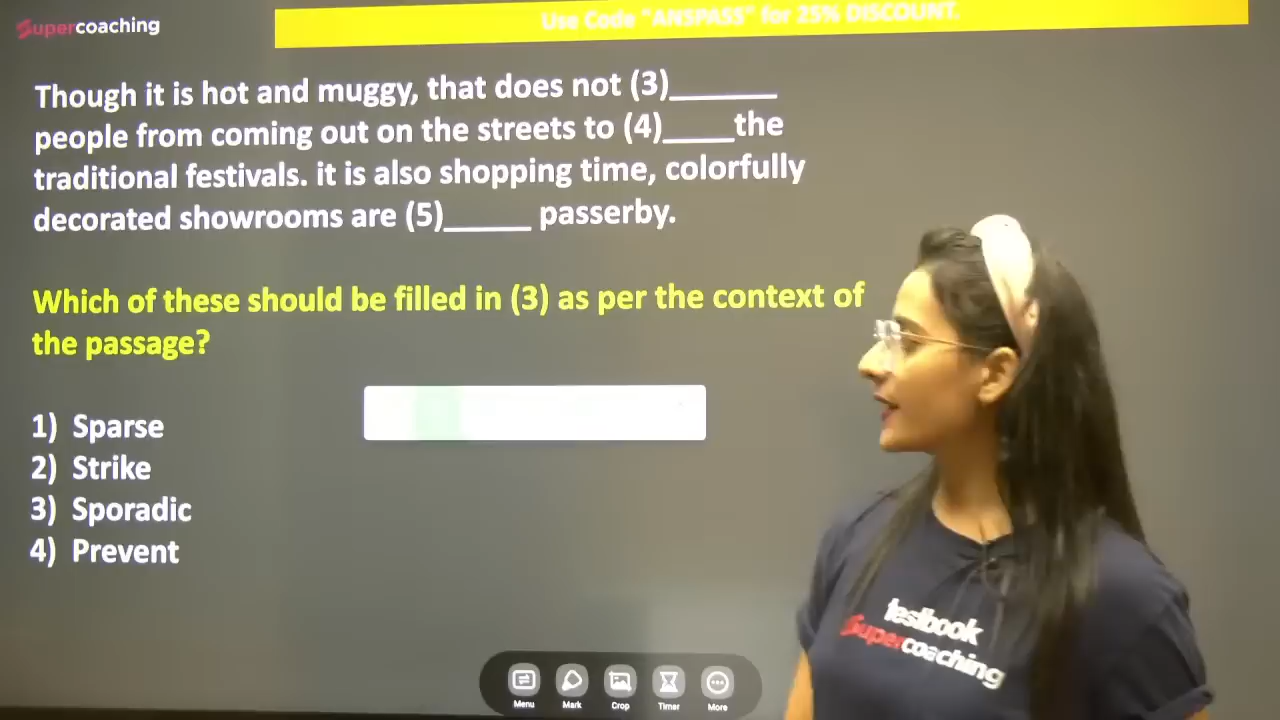 Supercoaching
Use Code "ANSPASS" for 25% DISCOUNT.
Though it is hot and muggy, that does not (3)_______
people from coming out on the streets to (4)_____the
traditional festivals. it is also shopping time, colorfully
decorated showrooms are (5)______ passerby.
Which of these should be filled in (3) as per the context of
the passage?
1) Sparse
2) Strike
3) Sporadic
4) Prevent
testbook
Supercoaching
Menu Mark Crop Timer More